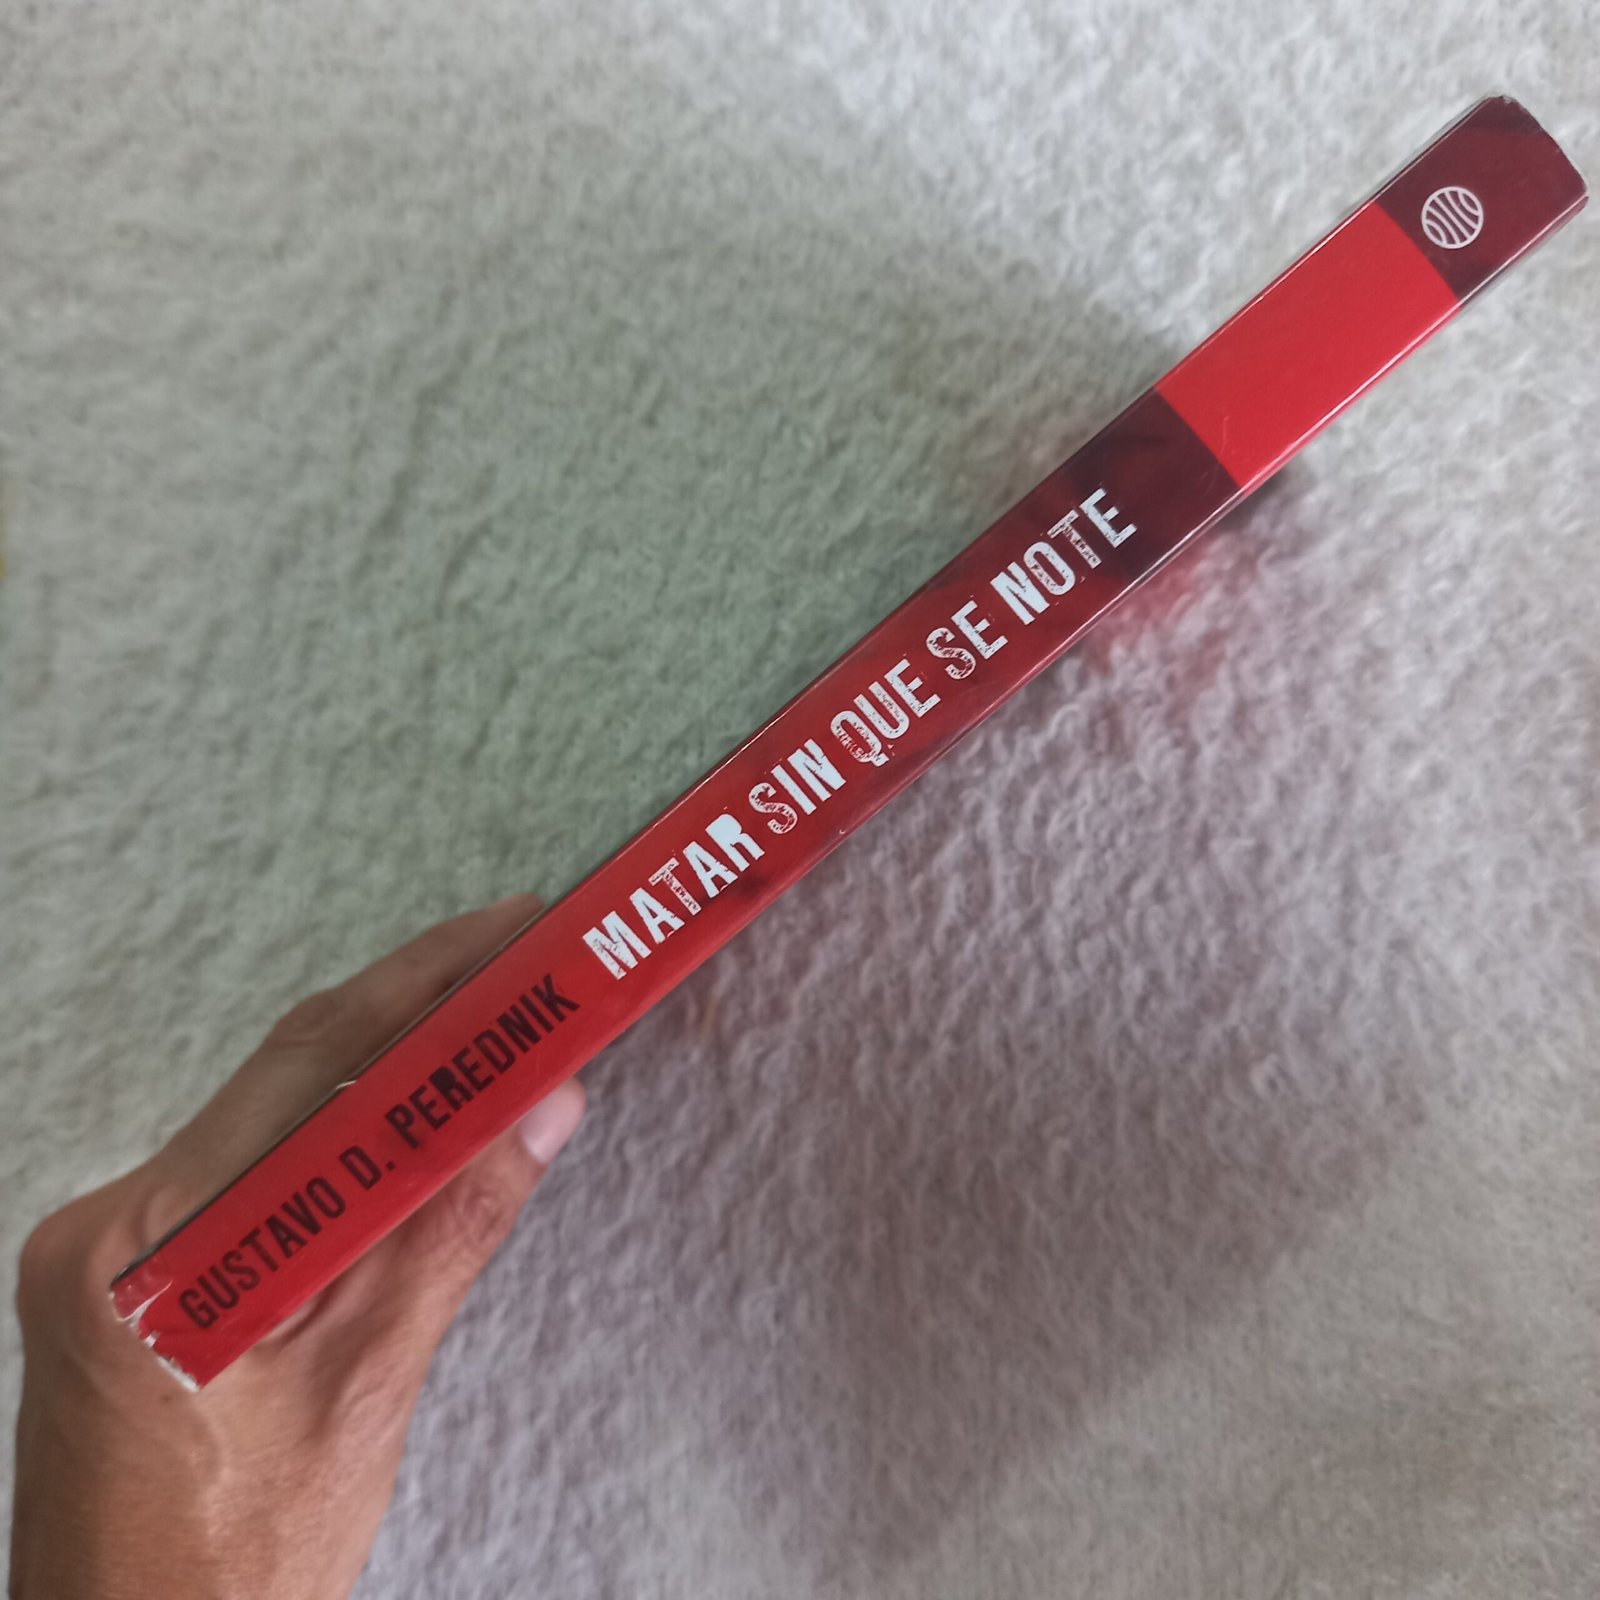 GUSTAVO D. PEREDNIK MATAR SIN QUE SE NOTE